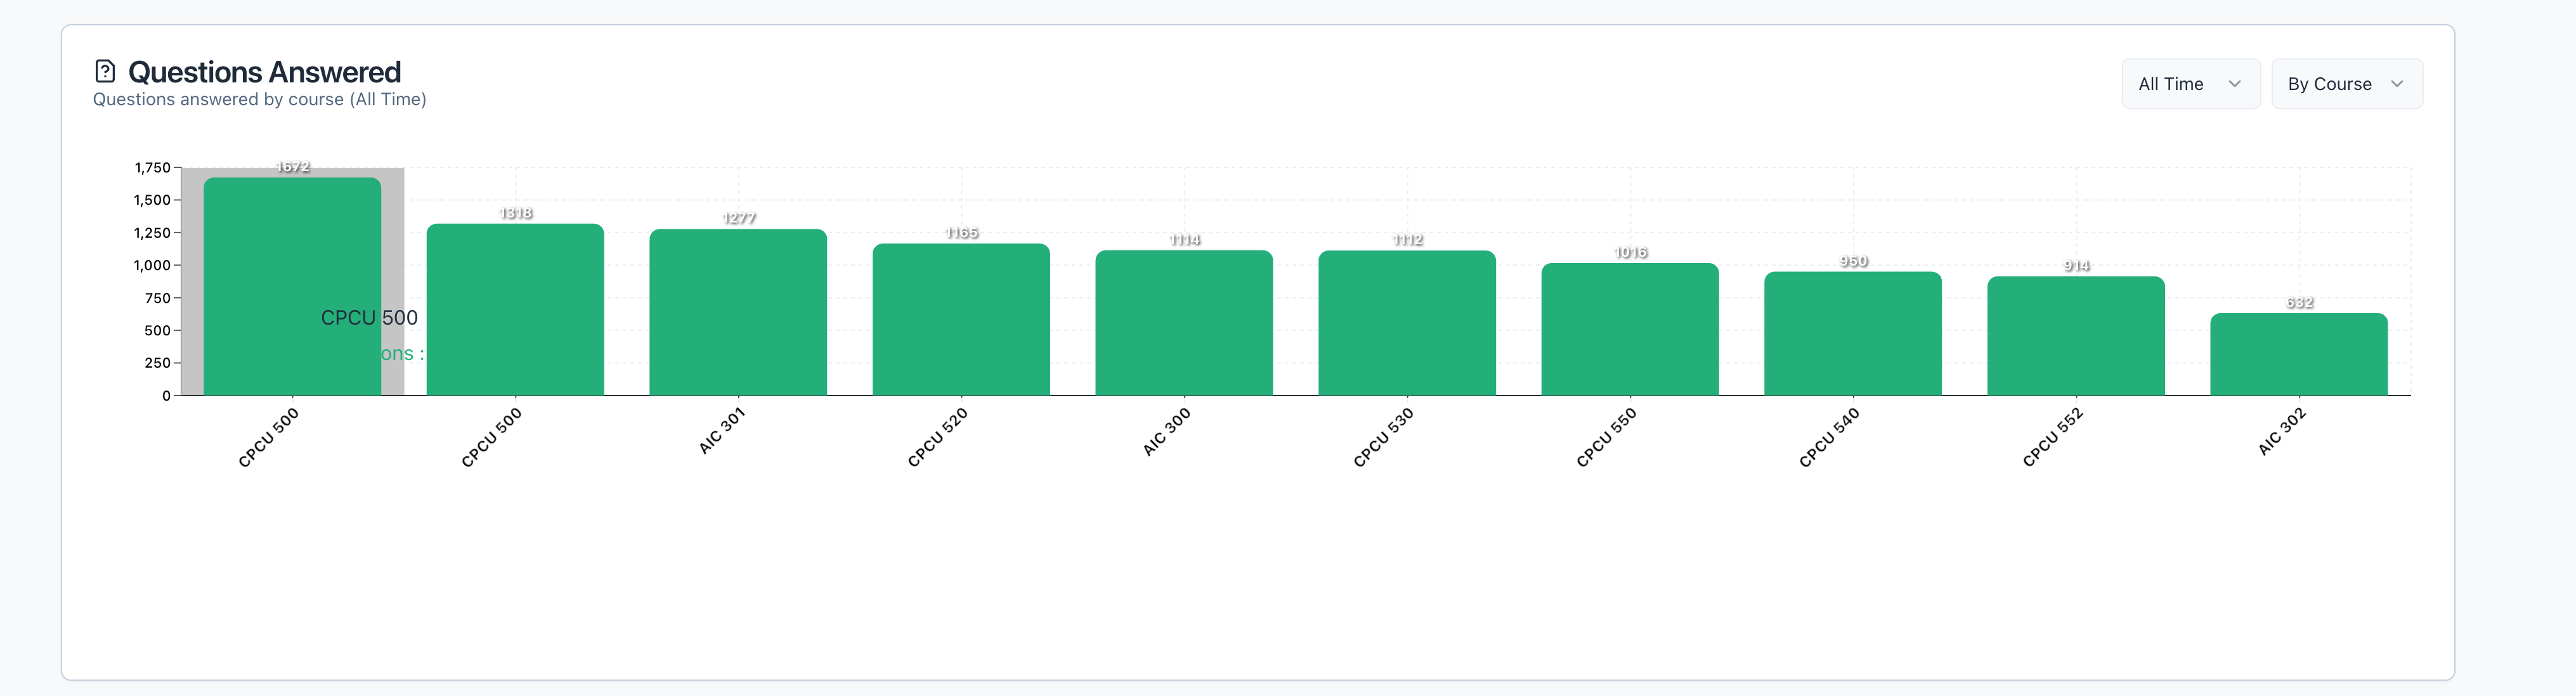 Questions Answered
Questions answered by course (All Time)
All Time
By Course
1,750
1,500
1,250
1,000
750
500
250
0
1672
1318
1277
1165
1114
1112
1016
950
914
632
CPCU 500
ons :
CPCU 500
CPCU 500
AIC 301
CPCU 520
AIC 300
CPCU 530
CPCU 550
CPCU 540
CPCU 552
AIC 302